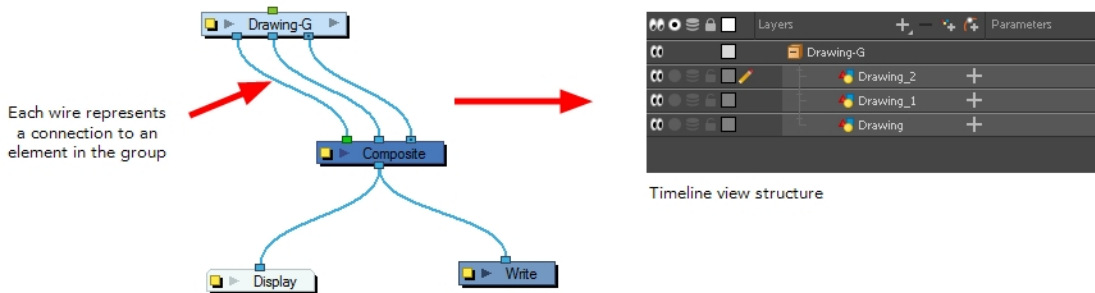 Drawing-G
Each wire represents
a connection to an
element in the group
Composite
Display
Write
Layers
Parameters
Drawing-G
Drawing_2
Drawing_1
Drawing
Timeline view structure